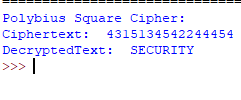 Polybius Square Cipher:
Ciphertext:  4315134542244454
DecryptedText:  SECURITY
>>>